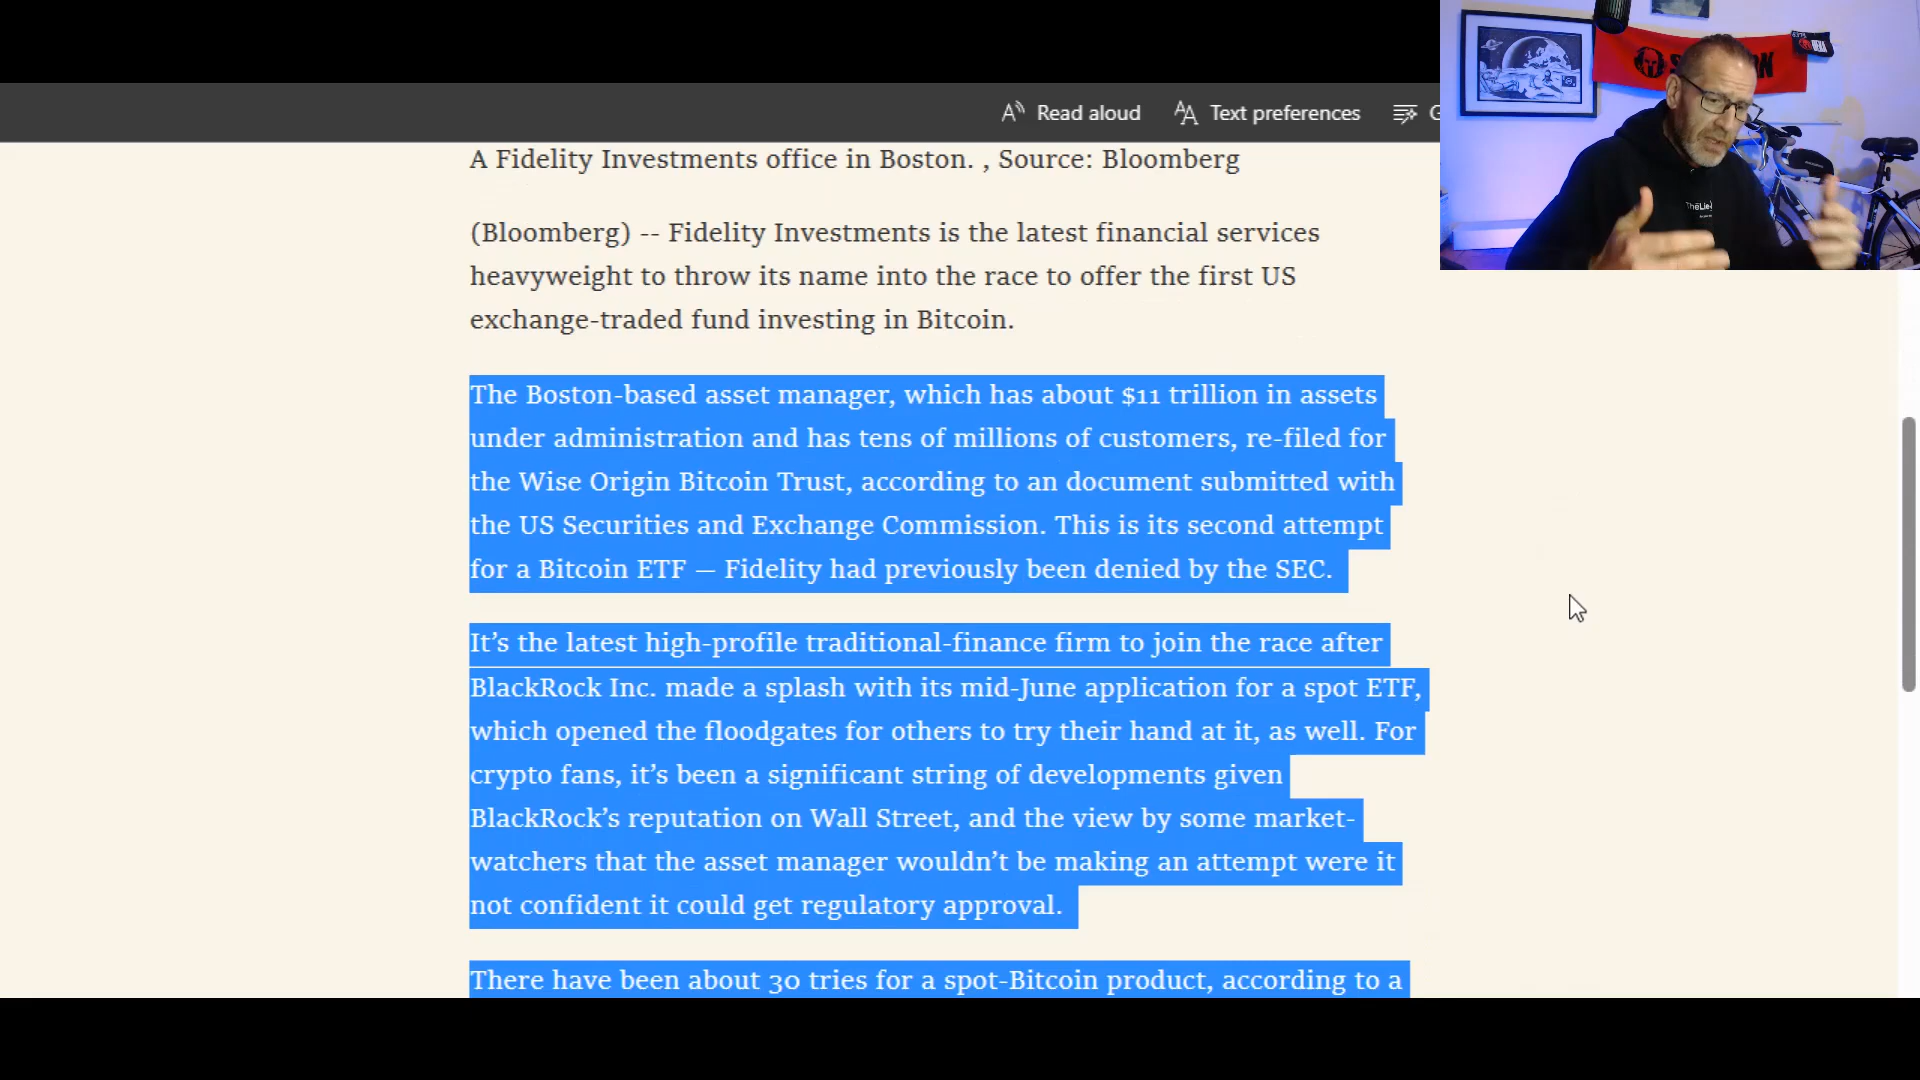 Read aloud
Text preferences
A Fidelity Investments office in Boston. , Source: Bloomberg
(Bloomberg) -- Fidelity Investments is the latest financial services
heavyweight to throw its name into the race to offer the first US
exchange-traded fund investing in Bitcoin.
The Boston-based asset manager, which has about $11 trillion in assets
under administration and has tens of millions of customers, re-filed for
the Wise Origin Bitcoin Trust, according to an document submitted with
the US Securities and Exchange Commission. This is its second attempt
for a Bitcoin ETF — Fidelity had previously been denied by the SEC.
It’s the latest high-profile traditional-finance firm to join the race after
BlackRock Inc. made a splash with its mid-June application for a spot ETF,
which opened the floodgates for others to try their hand at it, as well. For
crypto fans, it’s been a significant string of developments given
BlackRock’s reputation on Wall Street, and the view by some market-
watchers that the asset manager wouldn’t be making an attempt were it
not confident it could get regulatory approval.
There have been about 30 tries for a spot-Bitcoin product, according to a